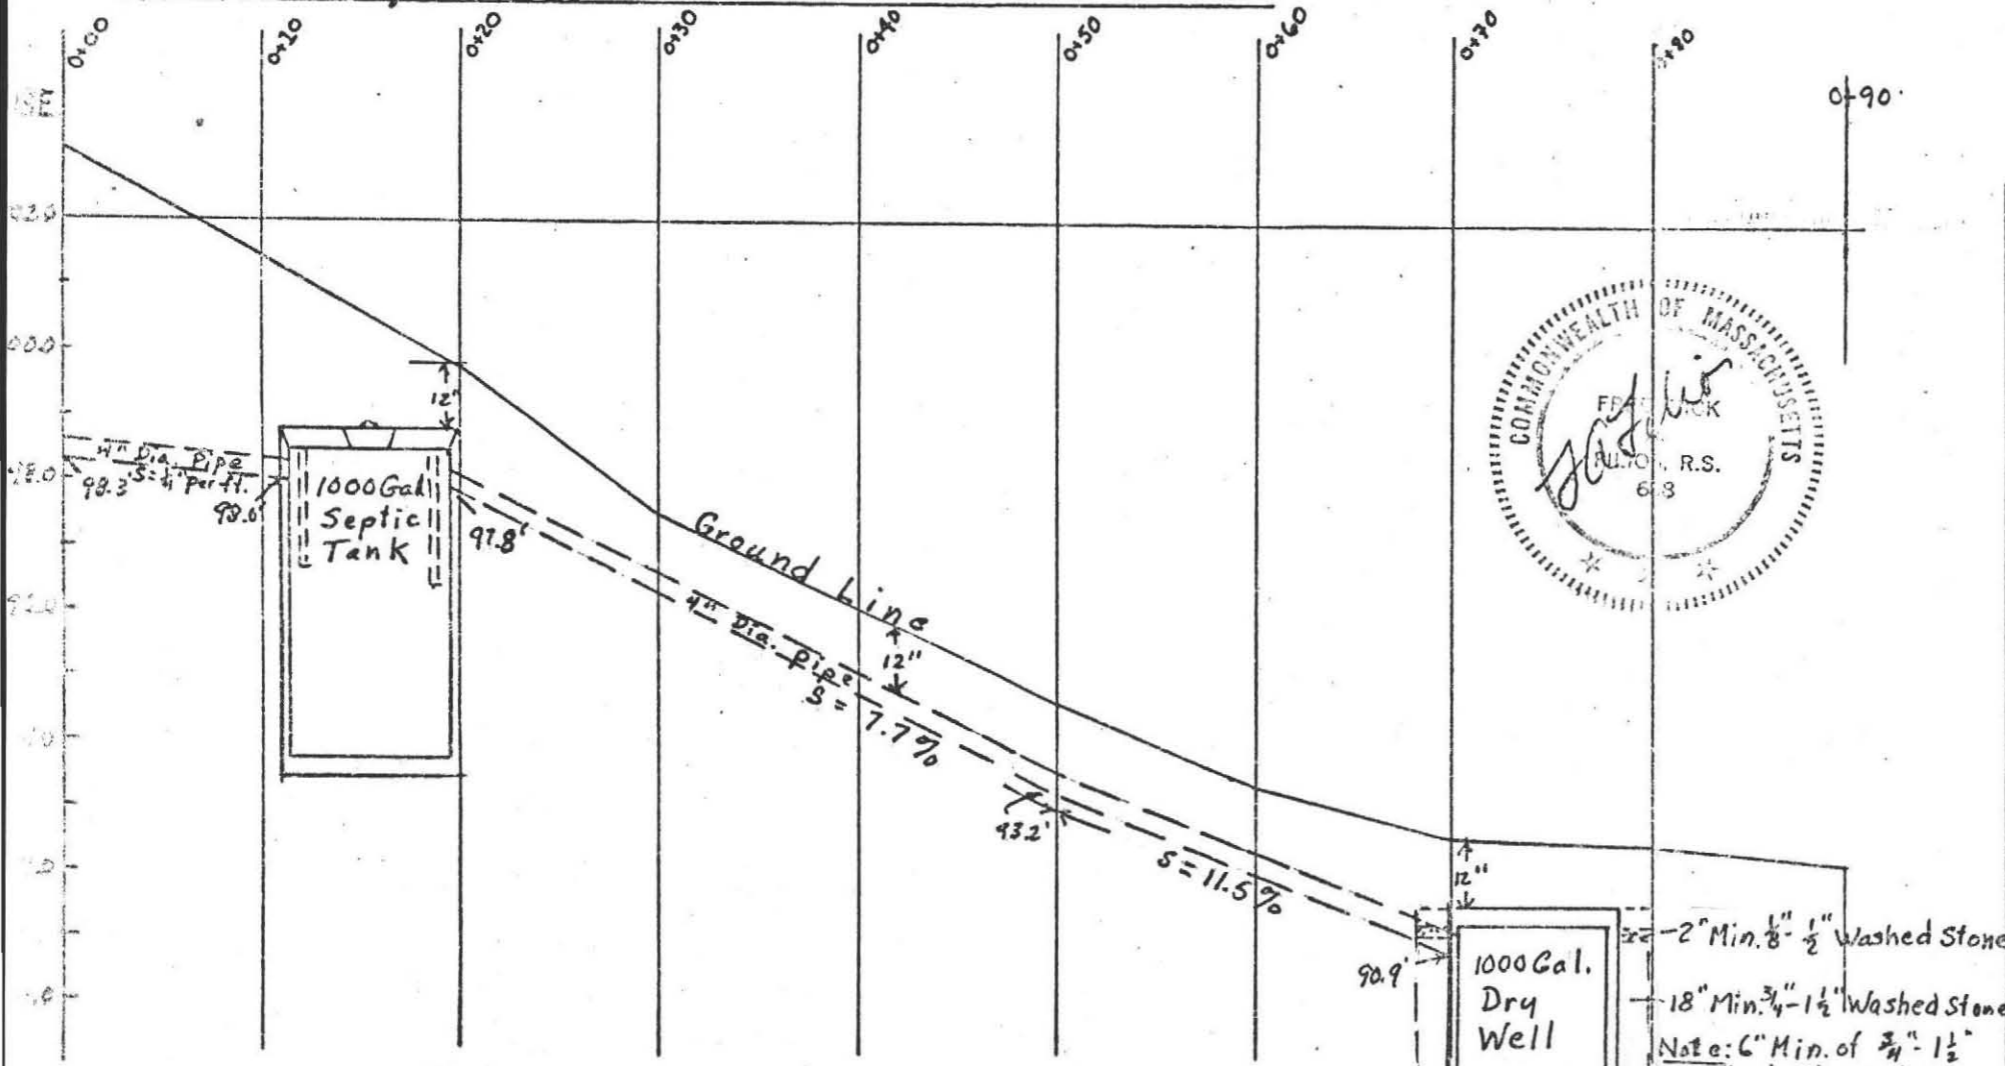 0+00
0+10
0+20
0+30
0+40
0+50
0+60
0+70
0+90
12"
4" Dia. Pipe
S=¼" Per ft.
98.3'
1000 Gal
Septic
Tank
97.8'
Ground Line
12"
4" Dia. Pipe
S = 7.7%
93.2'
S = 11.5%
COMMONWEALTH OF MASSACHUSETTS
R.S.
12"
90.9'
1000 Gal.
Dry
Well
2" Min. ⅛"-½" Washed Stone
18" Min. ¾"-1½" Washed Stone
Note: 6" Min. of ¾"-1½"